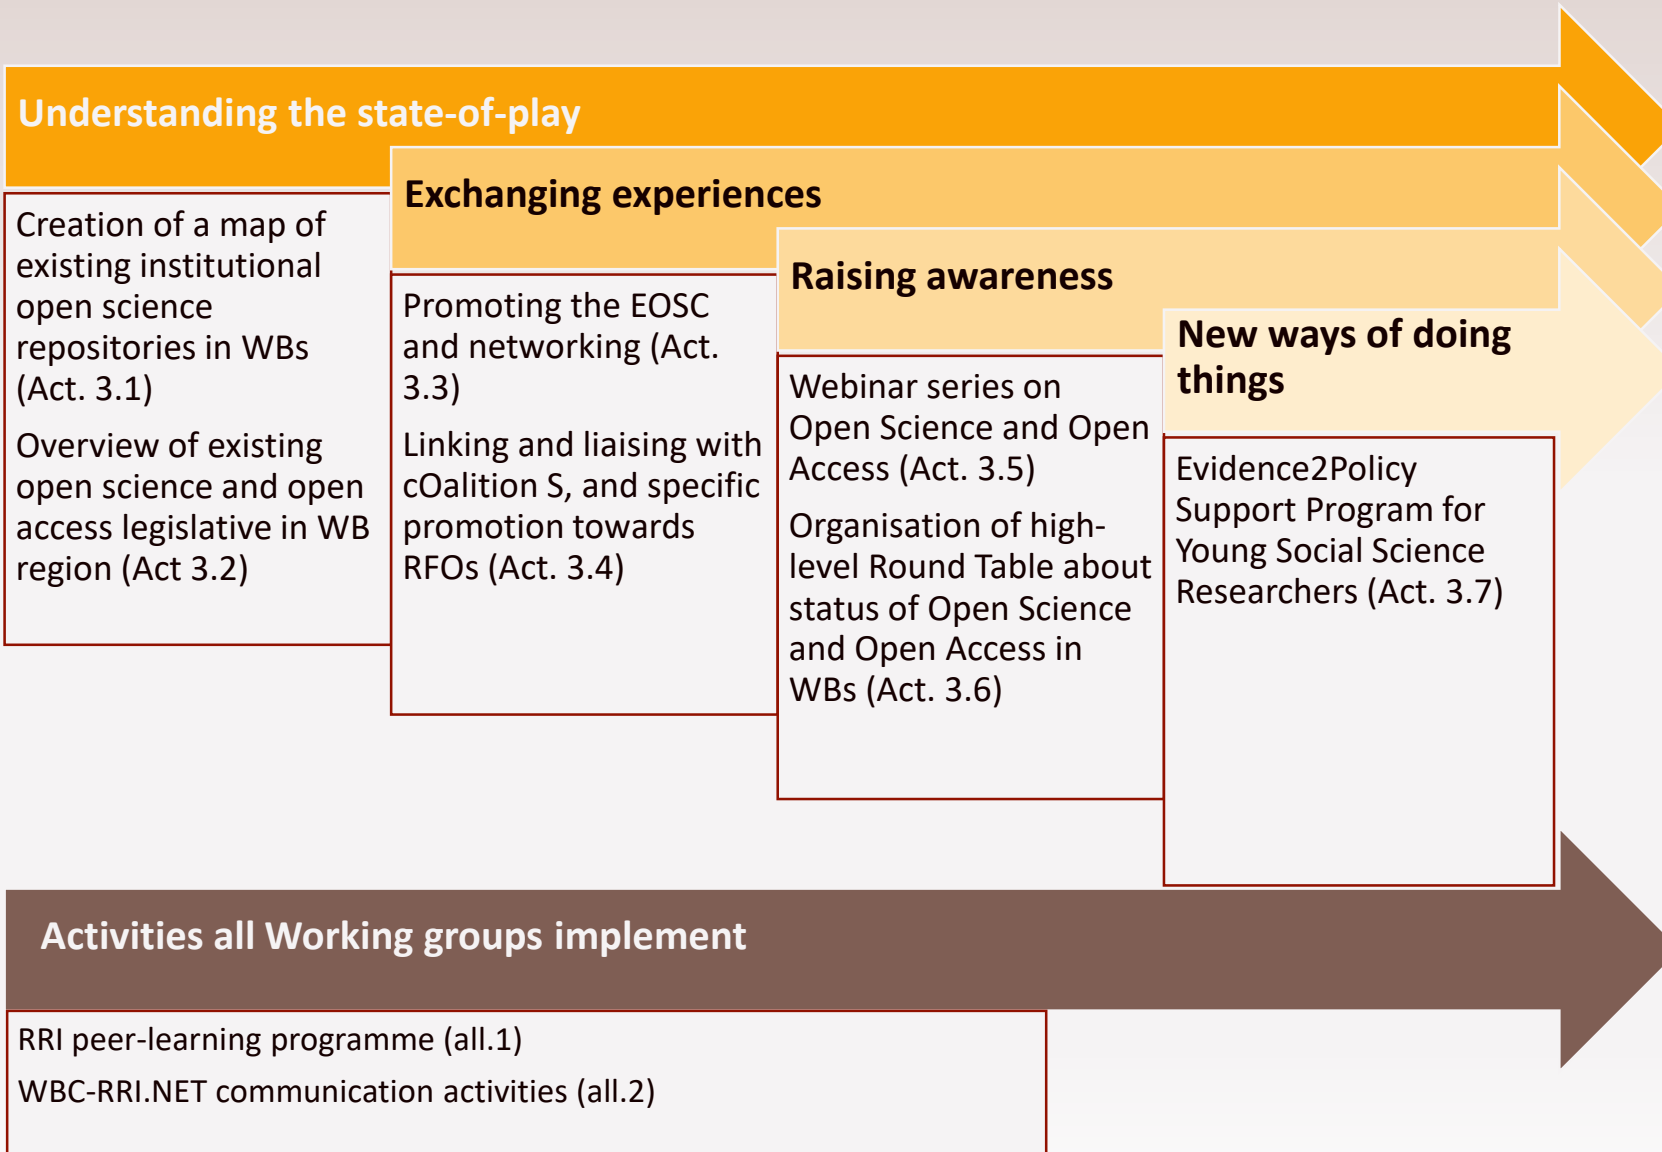 Understanding the state-of-play
Creation of a map of
existing institutional
open science
repositories in WBs
(Act. 3.1)
Overview of existing
open science and open
access legislative in WB
region (Act 3.2)
Exchanging experiences
Promoting the EOSC
and networking (Act.
3.3)
Linking and liaising with
cOalition S, and specific
promotion towards
RFOs (Act. 3.4)
Raising awareness
Webinar series on
Open Science and Open
Access (Act. 3.5)
Organisation of high-
level Round Table about
status of Open Science
and Open Access in
WBs (Act. 3.6)
New ways of doing
things
Evidence2Policy
Support Program for
Young Social Science
Researchers (Act. 3.7)
Activities all Working groups implement
RRI peer-learning programme (all.1)
WBC-RRI.NET communication activities (all.2)